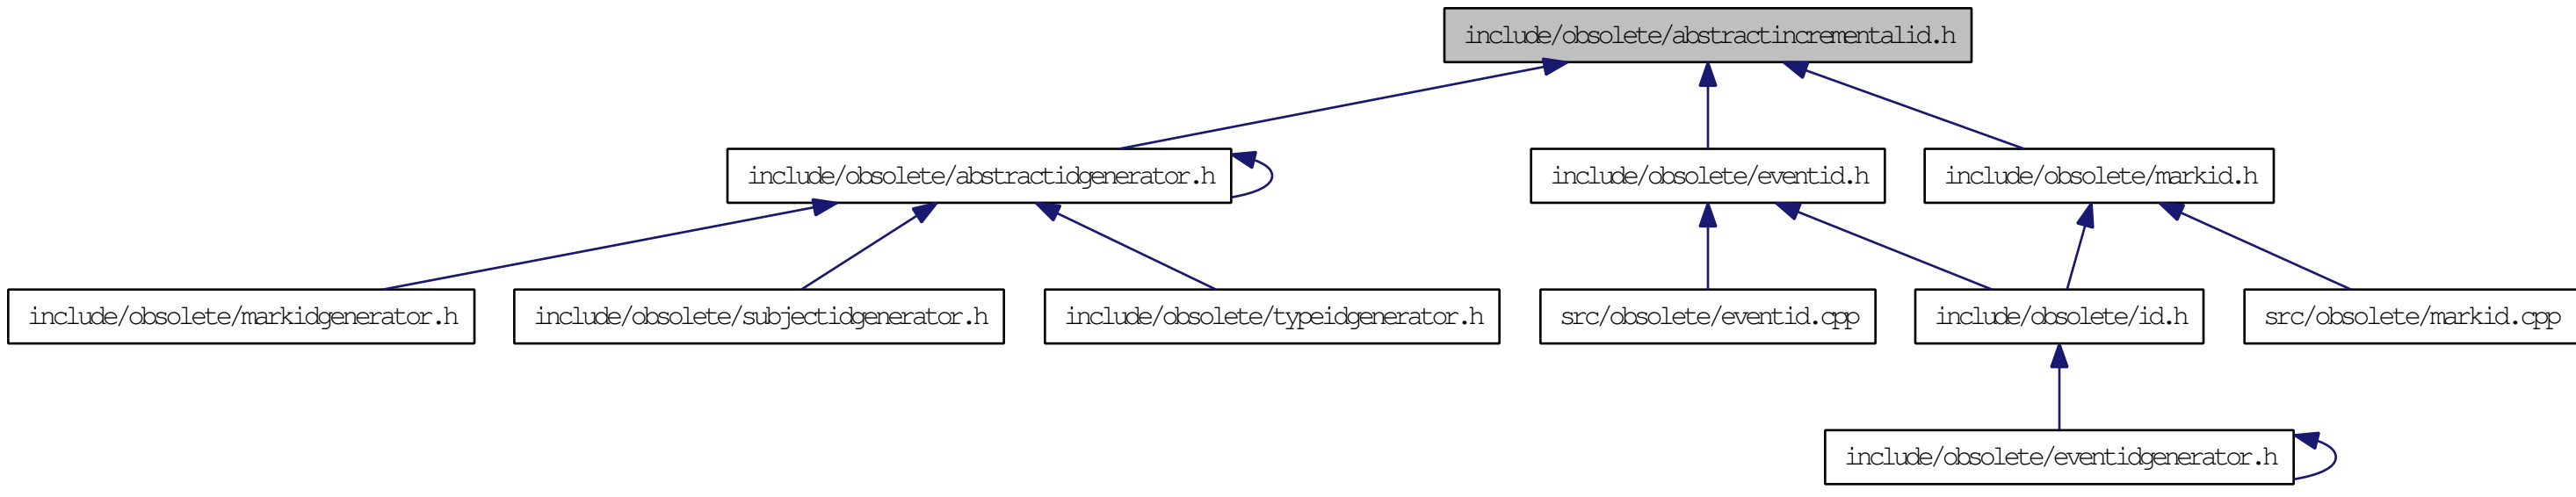 include/obsolete/abstractincrementalid.h
include/obsolete/abstractidgenerator.h
include/obsolete/eventid.h
include/obsolete/markid.h
include/obsolete/markidgenerator.h
include/obsolete/subjectidgenerator.h
include/obsolete/typeidgenerator.h
src/obsolete/eventid.cpp
include/obsolete/id.h
src/obsolete/markid.cpp
include/obsolete/eventidgenerator.h